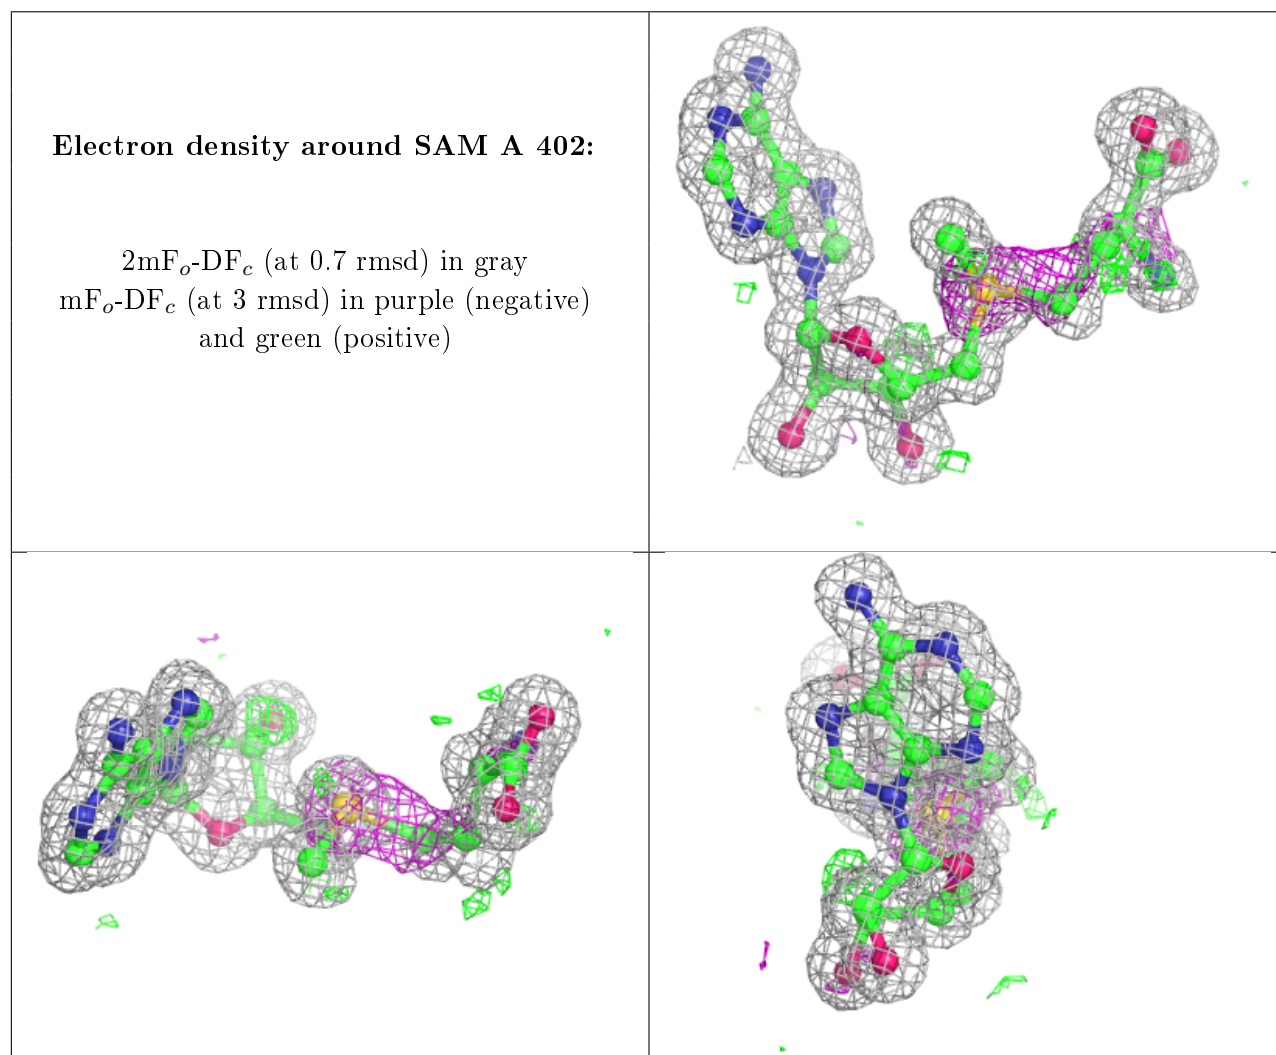 Electron density around SAM A 402:
2mFo-DFc (at 0.7 rmsd) in gray
mFo-DFc (at 3 rmsd) in purple (negative)
and green (positive)